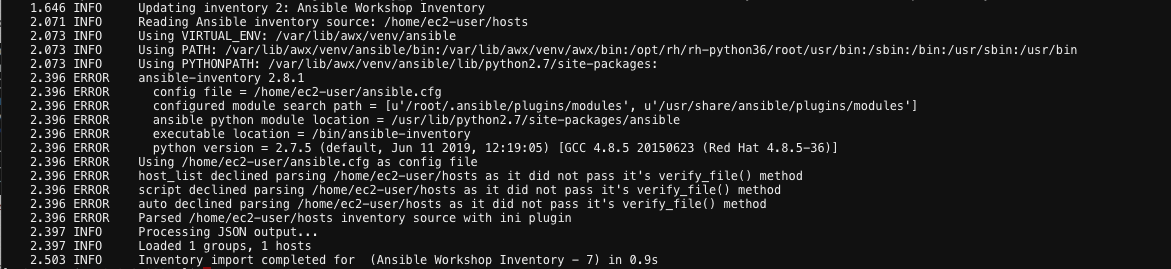 1.646 INFO     Updating inventory 2: Ansible Workshop Inventory
2.071 INFO     Reading Ansible inventory source: /home/ec2-user/hosts
2.073 INFO     Using VIRTUAL_ENV: /var/lib/awx/venv/ansible
2.073 INFO     Using PATH: /var/lib/awx/venv/ansible/bin:/var/lib/awx/venv/awx/bin:/opt/rh/rh-python36/root/usr/bin:/sbin:/bin:/usr/sbin:/usr/bin
2.073 INFO     Using PYTHONPATH: /var/lib/awx/venv/ansible/lib/python2.7/site-packages:
2.396 ERROR    ansible-inventory 2.8.1
2.396 ERROR      config file = /home/ec2-user/ansible.cfg
2.396 ERROR      configured module search path = [u'/root/.ansible/plugins/modules', u'/usr/share/ansible/plugins/modules']
2.396 ERROR      ansible python module location = /usr/lib/python2.7/site-packages/ansible
2.396 ERROR      executable location = /bin/ansible-inventory
2.396 ERROR      python version = 2.7.5 (default, Jun 11 2019, 12:19:05) [GCC 4.8.5 20150623 (Red Hat 4.8.5-36)]
2.396 ERROR    Using /home/ec2-user/ansible.cfg as config file
2.396 ERROR    host_list declined parsing /home/ec2-user/hosts as it did not pass it's verify_file() method
2.396 ERROR    script declined parsing /home/ec2-user/hosts as it did not pass it's verify_file() method
2.396 ERROR    auto declined parsing /home/ec2-user/hosts as it did not pass it's verify_file() method
2.396 ERROR    Parsed /home/ec2-user/hosts inventory source with ini plugin
2.397 INFO     Processing JSON output...
2.397 INFO     Loaded 1 groups, 1 hosts
2.503 INFO     Inventory import completed for  (Ansible Workshop Inventory - 7) in 0.9s